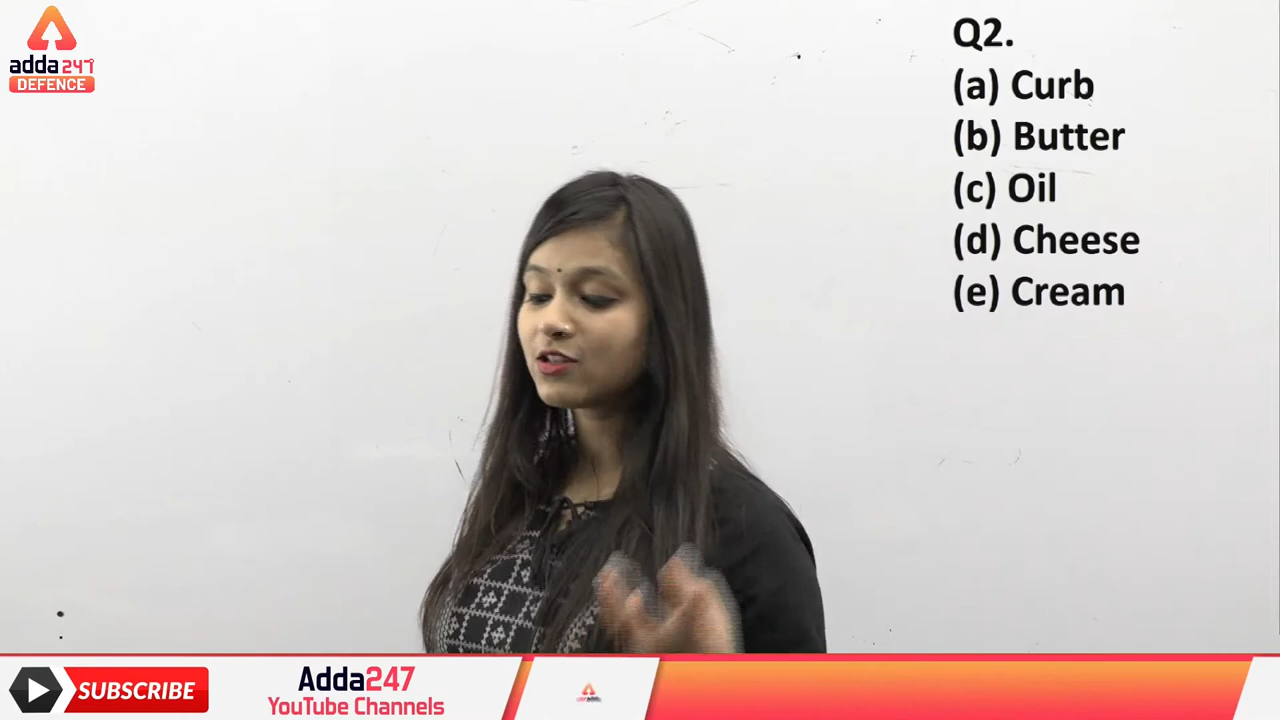 adda247
DEFENCE
Q2.
(a) Curb
(b) Butter
(c) Oil
(d) Cheese
(e) Cream
SUBSCRIBE
Adda247
YouTube Channels